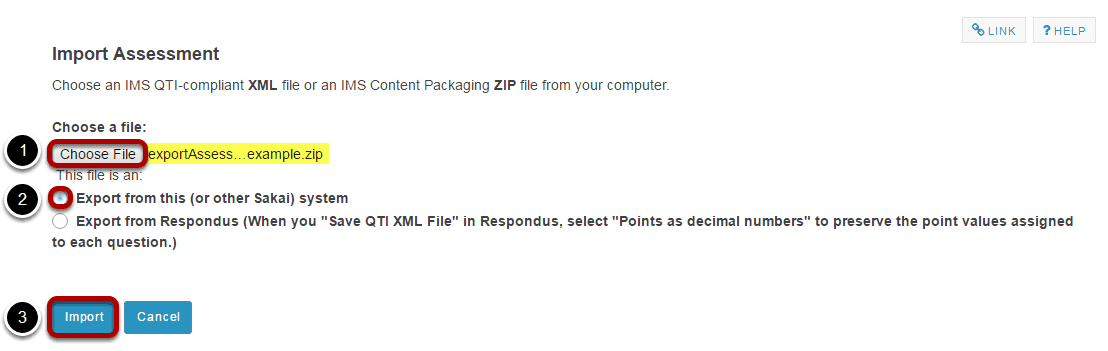 LINK
? HELP
Import Assessment
Choose an IMS QTI-compliant XML file or an IMS Content Packaging ZIP file from your computer.
Choose a file:
1 Choose File exportAssess…example.zip
This file is an:
2 Export from this (or other Sakai) system
Export from Respondus (When you "Save QTI XML File" in Respondus, select "Points as decimal numbers" to preserve the point values assigned
to each question.)
3 Import Cancel